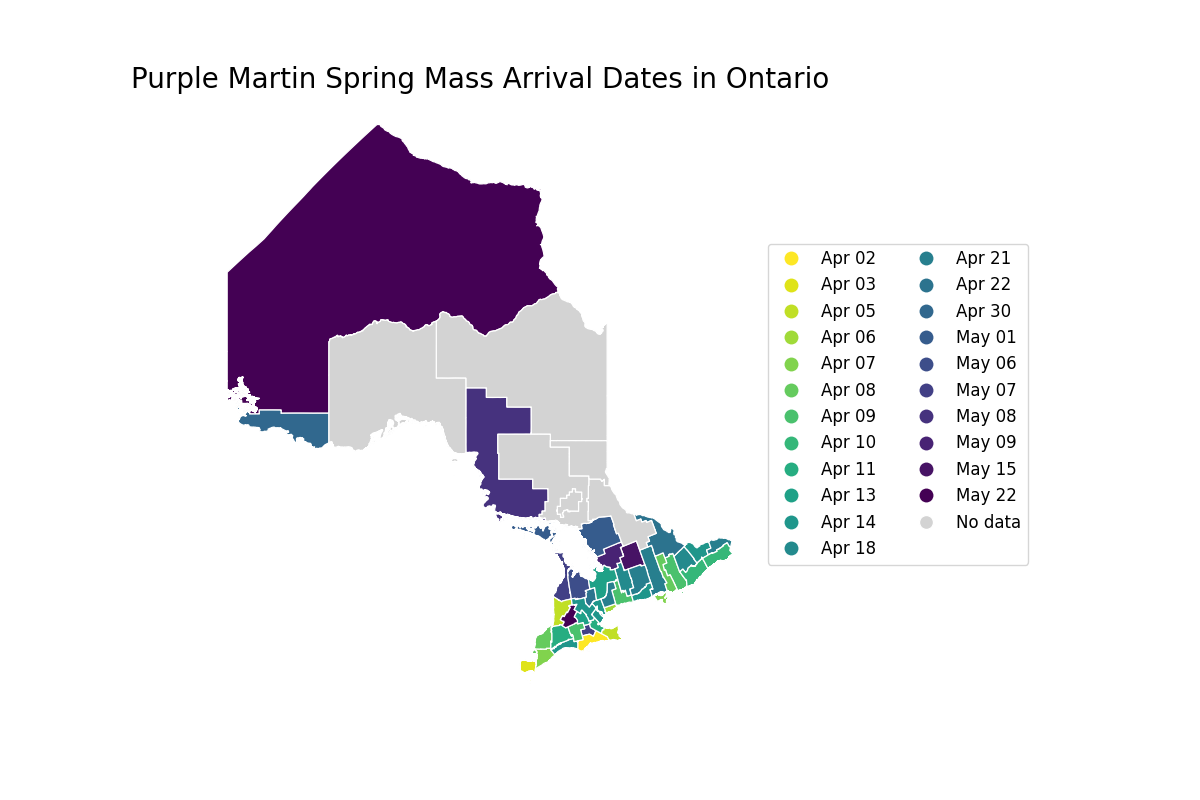 Purple Martin Spring Mass Arrival Dates in Ontario
Apr 02
Apr 03
Apr 05
Apr 06
Apr 07
Apr 08
Apr 09
Apr 10
Apr 11
Apr 13
Apr 14
Apr 18
Apr 21
Apr 22
Apr 30
May 01
May 06
May 07
May 08
May 09
May 15
May 22
No data